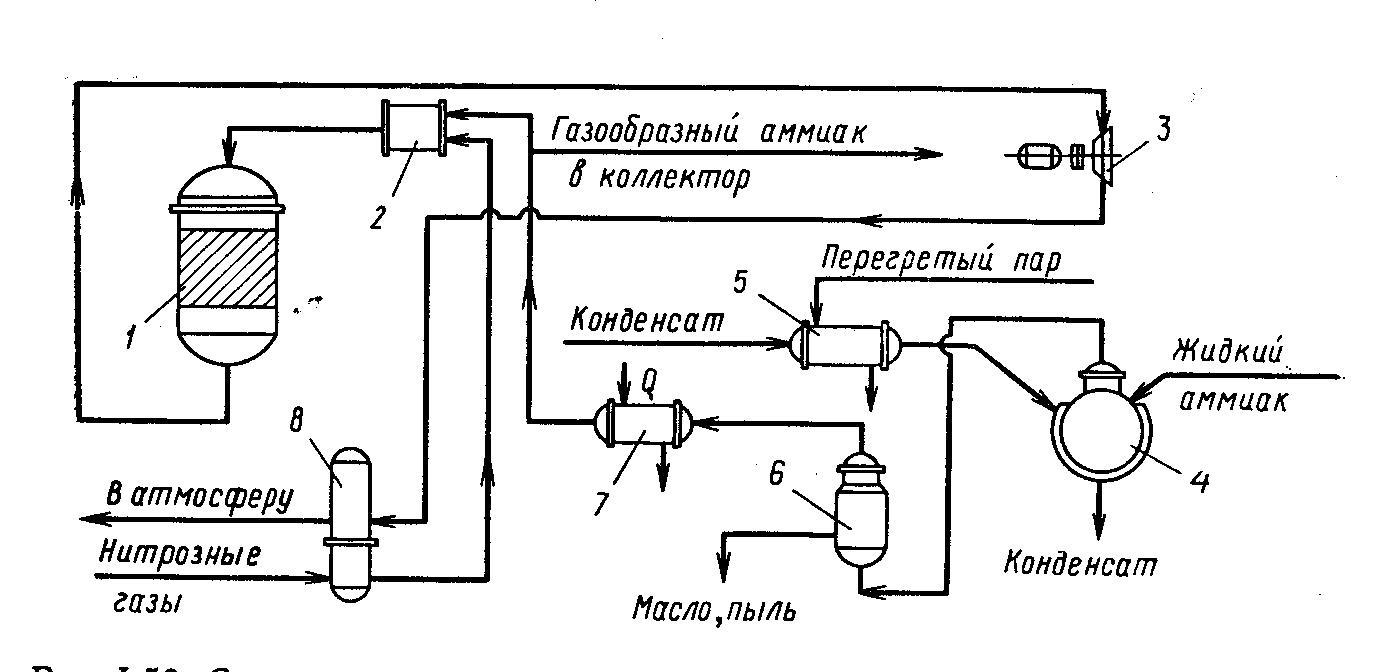 Газообразный аммиак
в коллектор
3
2
Перегретый пар
5
Конденсат
1
Жидкий
аммиак
Q
8
7
6
4
В атмосферу
Нитрозные
газы
Конденсат
Масло, пыль